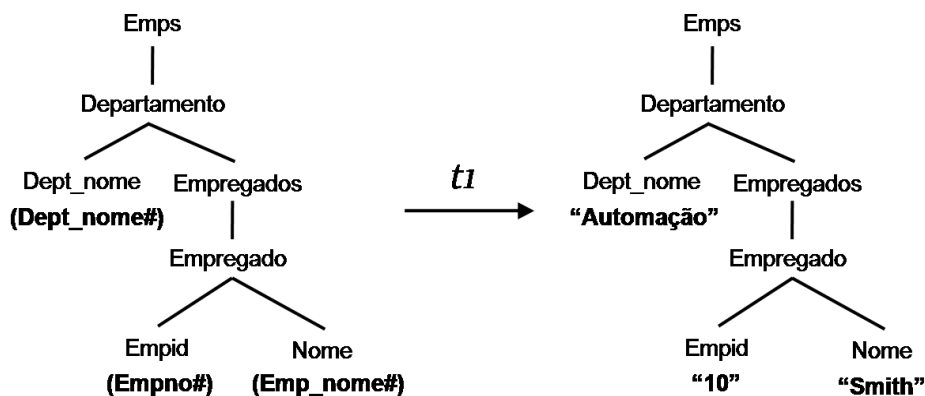 Emps Emps
Departamento Departamento
Dept_nome Empregados t1 Dept_nome Empregados
(Dept_nome#) “Automação”
Empregado Empregado
Empid Nome Empid Nome
(Empno#) (Emp_nome#) “10” “Smith”